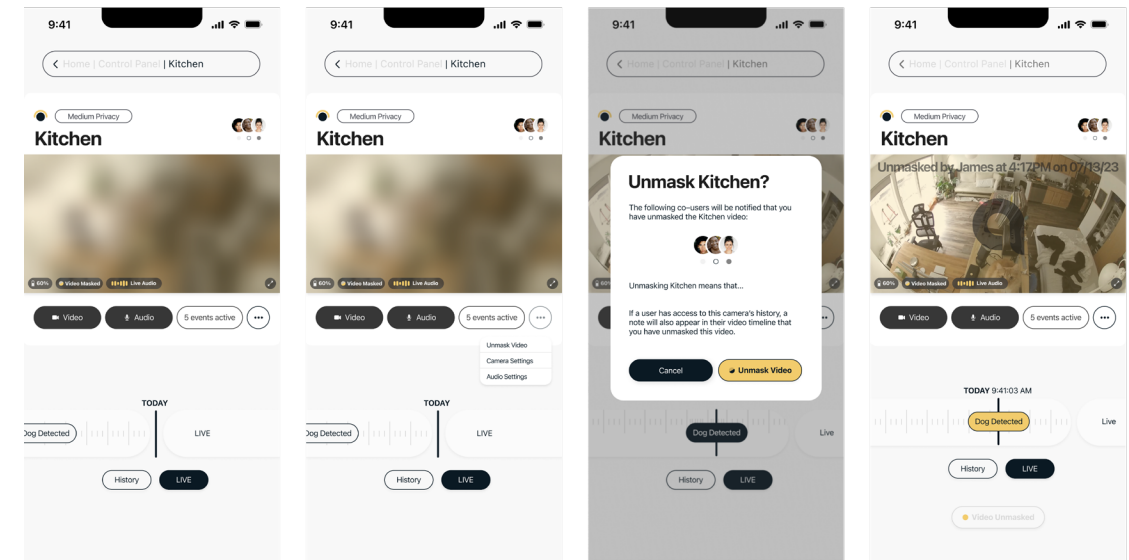 9:41
< Home | Control Panel | Kitchen
Medium Privacy
Kitchen
60%
Video Masked
Live Audio
Video
Audio
5 events active
TODAY
Dog Detected
LIVE
History
LIVE
9:41
< Home | Control Panel | Kitchen
Medium Privacy
Kitchen
60%
Video Masked
Live Audio
Video
Audio
5 events active
Unmask Video
Camera Settings
Audio Settings
TODAY
Dog Detected
LIVE
History
LIVE
9:41
< Home | Control Panel | Kitchen
Medium Privacy
Kitchen
Unmask Kitchen?
The following co-users will be notified that you
have unmasked the Kitchen video:
Unmasking Kitchen means that...
If a user has access to this camera's history, a
note will also appear in their video timeline that
you have unmasked this video.
Cancel
Unmask Video
Dog Detected
Live
History
LIVE
9:41
< Home | Control Panel | Kitchen
Medium Privacy
Kitchen
Unmasked by James at 4:17PM on 07/13/23
60%
Video Masked
Live Audio
Video
Audio
5 events active
TODAY 9:41:03 AM
Dog Detected
Live
History
LIVE
Video Unmasked